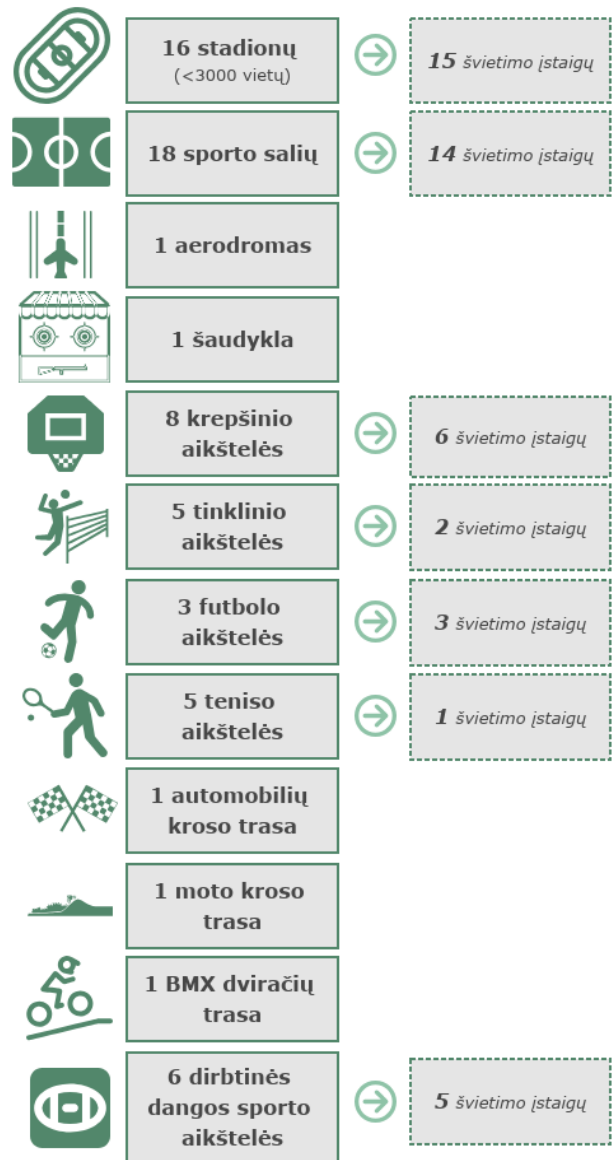 16 stadionų
(<3000 vietų)
15 švietimo įstaigų
18 sporto salių
14 švietimo įstaigų
1 aerodromas
1 šaudykla
8 krepšinio
aikštelės
6 švietimo įstaigų
5 tinklinio
aikštelės
2 švietimo įstaigų
3 futbolo
aikštelės
3 švietimo įstaigų
5 teniso
aikštelės
1 švietimo įstaigų
1 automobilių
kroso trasa
1 moto kroso
trasa
1 BMX dviračių
trasa
6 dirbtinės
dangos sporto
aikštelės
5 švietimo įstaigų